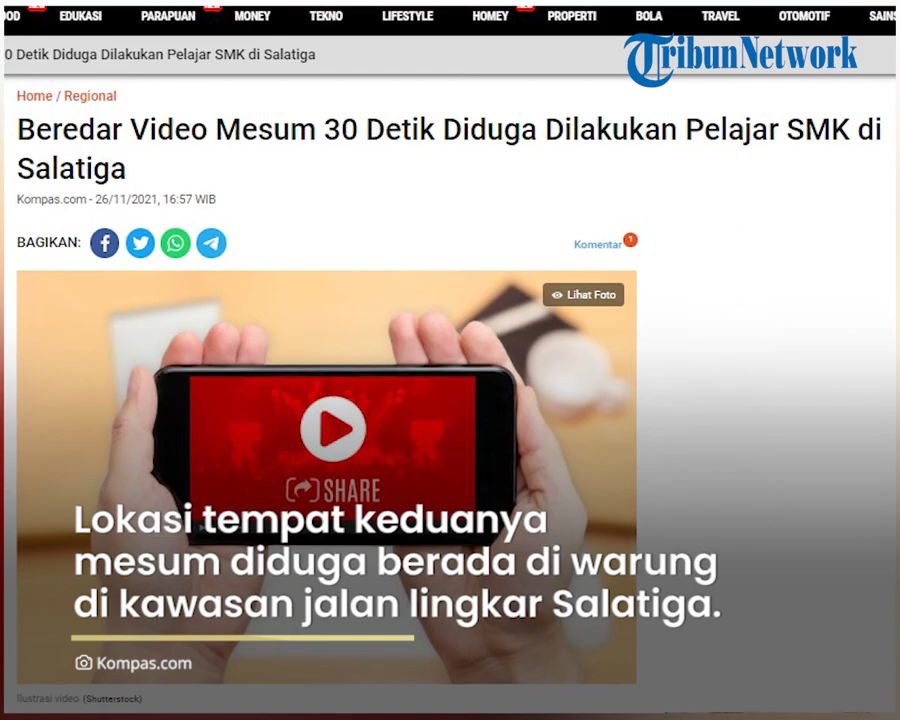 EDUKASI PARAPUAN MONEY TEKNO LIFESTYLE HOMEY PROPERTI BOLA TRAVEL OTOMOTIF
0 Detik Diduga Dilakukan Pelajar SMK di Salatiga
TribunNetwork
Home / Regional
Beredar Video Mesum 30 Detik Diduga Dilakukan Pelajar SMK di
Salatiga
Kompas.com - 26/11/2021, 16:57 WIB
BAGIKAN:
Komentar 1
Lihat Foto
SHARE
Lokasi tempat keduanya
mesum diduga berada di warung
di kawasan jalan lingkar Salatiga.
Kompas.com
Ilustrasi video (Shutterstock)